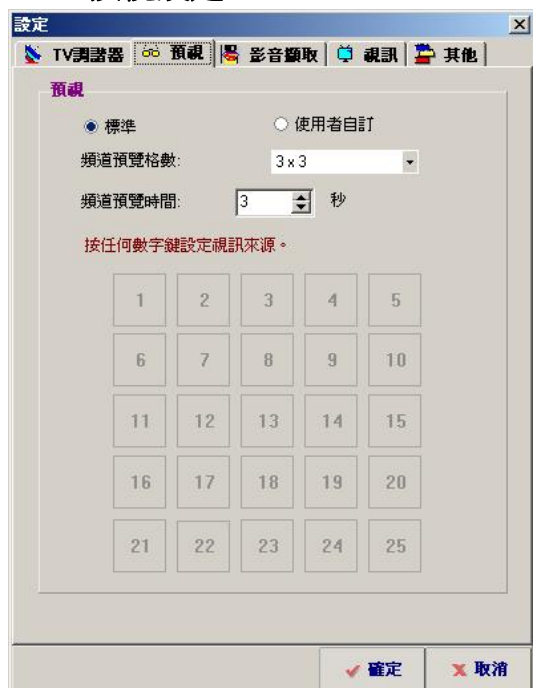 設定
TV調諧器 預視 影音擷取 視訊 其他
預視
標準 使用者自訂
頻道預覽格數: 3 x 3
頻道預覽時間: 3 秒
按任何數字鍵設定視訊來源。
1 2 3 4 5
6 7 8 9 10
11 12 13 14 15
16 17 18 19 20
21 22 23 24 25
確定 取消